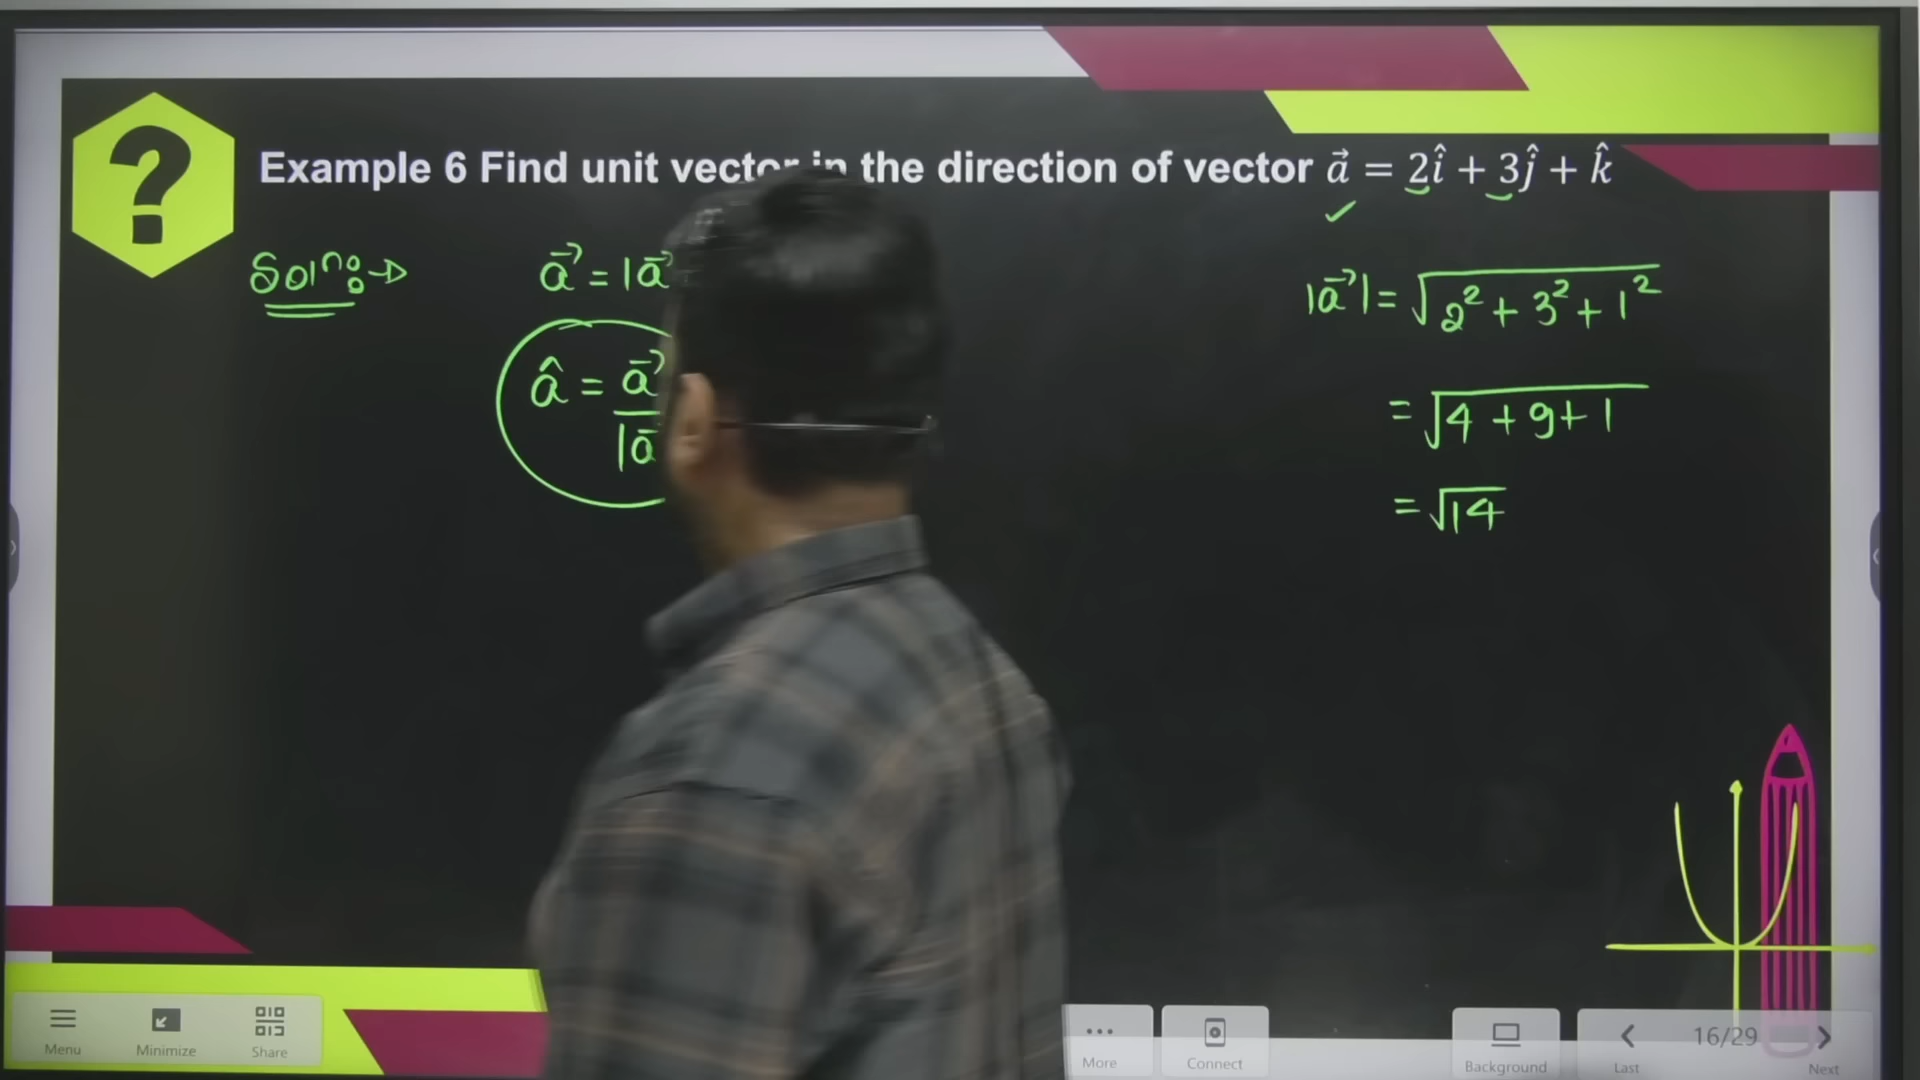 ?
Example 6 Find unit vector in the direction of vector a⃗ = 2î + 3ĵ + k̂
Solⁿ: →
a⃗ = |a⃗
â = a⃗
|a
|a⃗| = √2² + 3² + 1²
= √4 + 9 + 1
= √14
Menu
Minimize
Share
More
Connect
Background
Last
16/29
Next